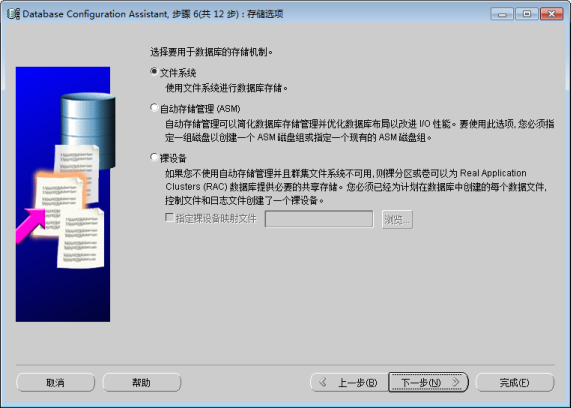 Database Configuration Assistant, 步骤 6(共 12 步) : 存储选项
选择要用于数据库的存储机制。
文件系统
使用文件系统进行数据库存储。
自动存储管理 (ASM)
自动存储管理可以简化数据库存储管理并优化数据库布局以改进 I/O 性能。要使用此选项, 您必须指
定一组磁盘以创建一个 ASM 磁盘组或指定一个现有的 ASM 磁盘组。
裸设备
如果您不使用自动存储管理并且群集文件系统不可用, 则裸分区或卷可以为 Real Application
Clusters (RAC) 数据库提供必要的共享存储。您必须已经为计划在数据库中创建的每个数据文件,
控制文件和日志文件创建了一个裸设备。
指定裸设备映射文件
浏览...
取消
帮助
上一步(B)
下一步(N)
完成(F)